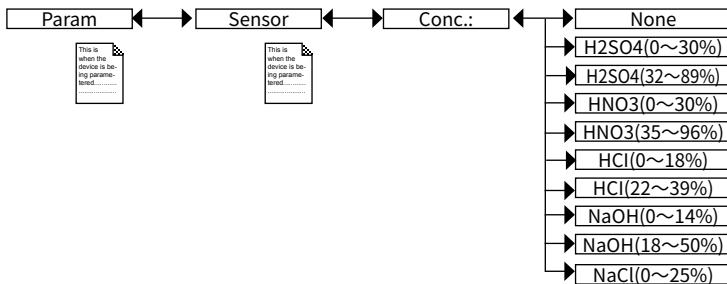 Param
Sensor
Conc.:
None
H2SO4(0～30%)
H2SO4(32～89%)
HNO3(0～30%)
HNO3(35～96%)
HCI(0～18%)
HCI(22～39%)
NaOH(0～14%)
NaOH(18～50%)
NaCl(0～25%)
This is
when the
device is be-
ing parame-
tered............
....................
This is
when the
device is be-
ing parame-
tered............
....................